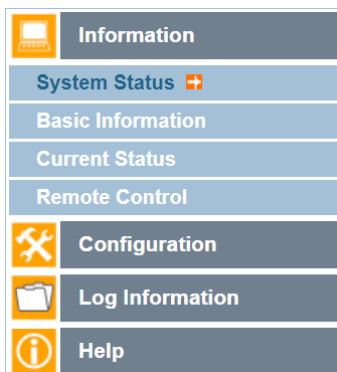 Information
System Status
Basic Information
Current Status
Remote Control
Configuration
Log Information
Help